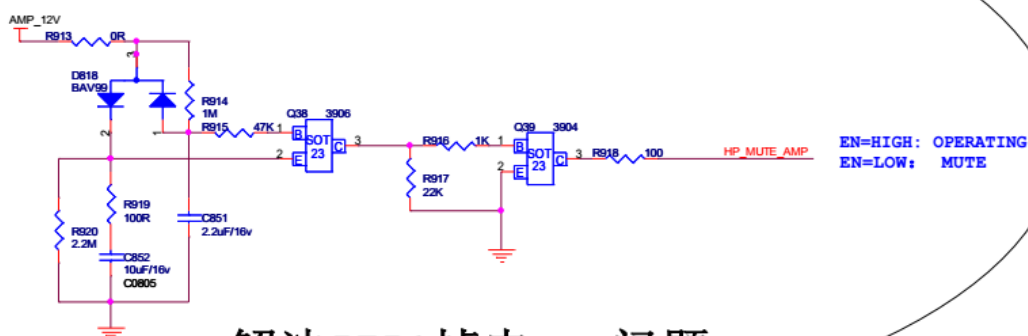 AMP_12V
R913 0R
3
D818
BAV99
R914
1M
2
1
R915 47K
Q38 3906
1 B
SOT
23
C 3
2 E
R916 1K
R917
22K
Q39 3904
1 B
SOT
23
C 3
2 E
R918 100
HP_MUTE_AMP
EN=HIGH: OPERATING
EN=LOW: MUTE
R919
100R
R920
2.2M
C851
2.2uF/16v
C852
10uF/16v
C0805